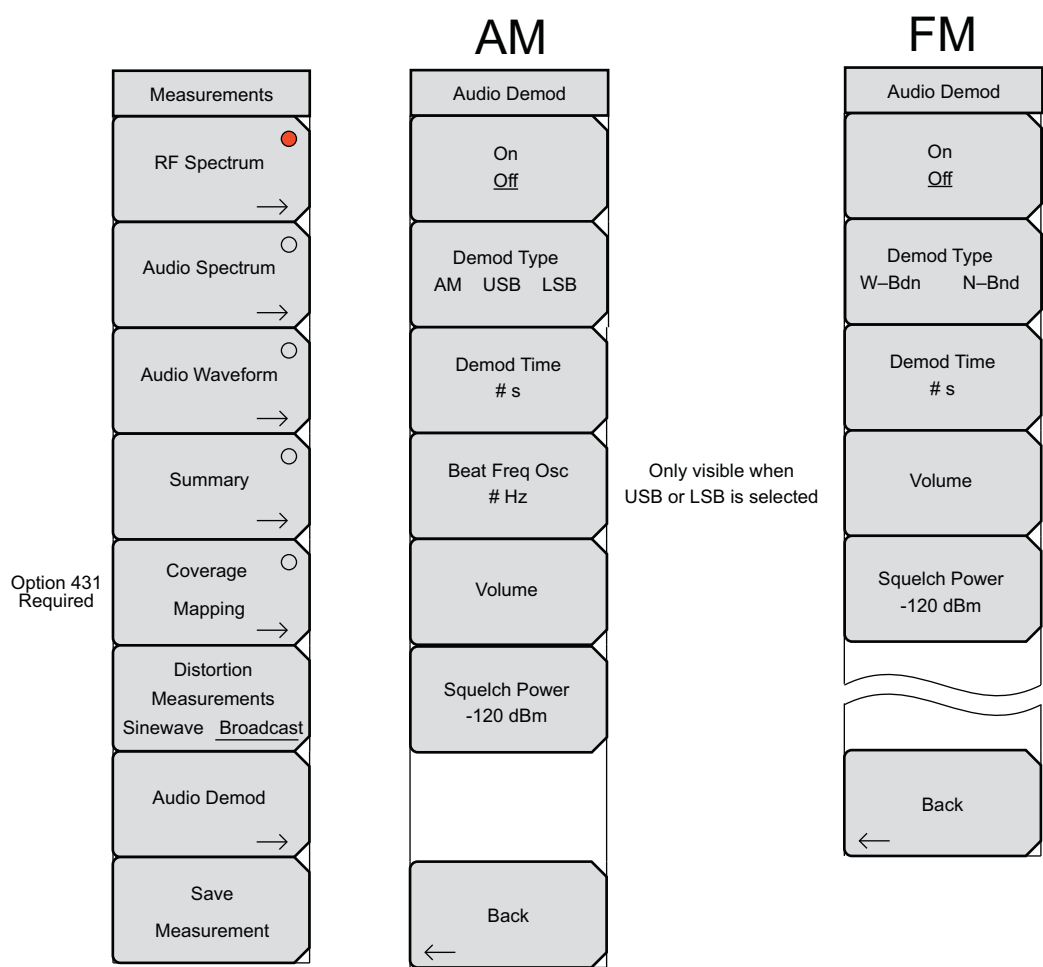 Option 431
Required
Measurements
RF Spectrum
Audio Spectrum
Audio Waveform
Summary
Coverage
Mapping
Distortion
Measurements
Sinewave Broadcast
Audio Demod
Save
Measurement
AM
Audio Demod
On
Off
Demod Type
AM USB LSB
Demod Time
# s
Beat Freq Osc
# Hz
Volume
Squelch Power
-120 dBm
Back
Only visible when
USB or LSB is selected
FM
Audio Demod
On
Off
Demod Type
W–Bdn N–Bnd
Demod Time
# s
Volume
Squelch Power
-120 dBm
Back